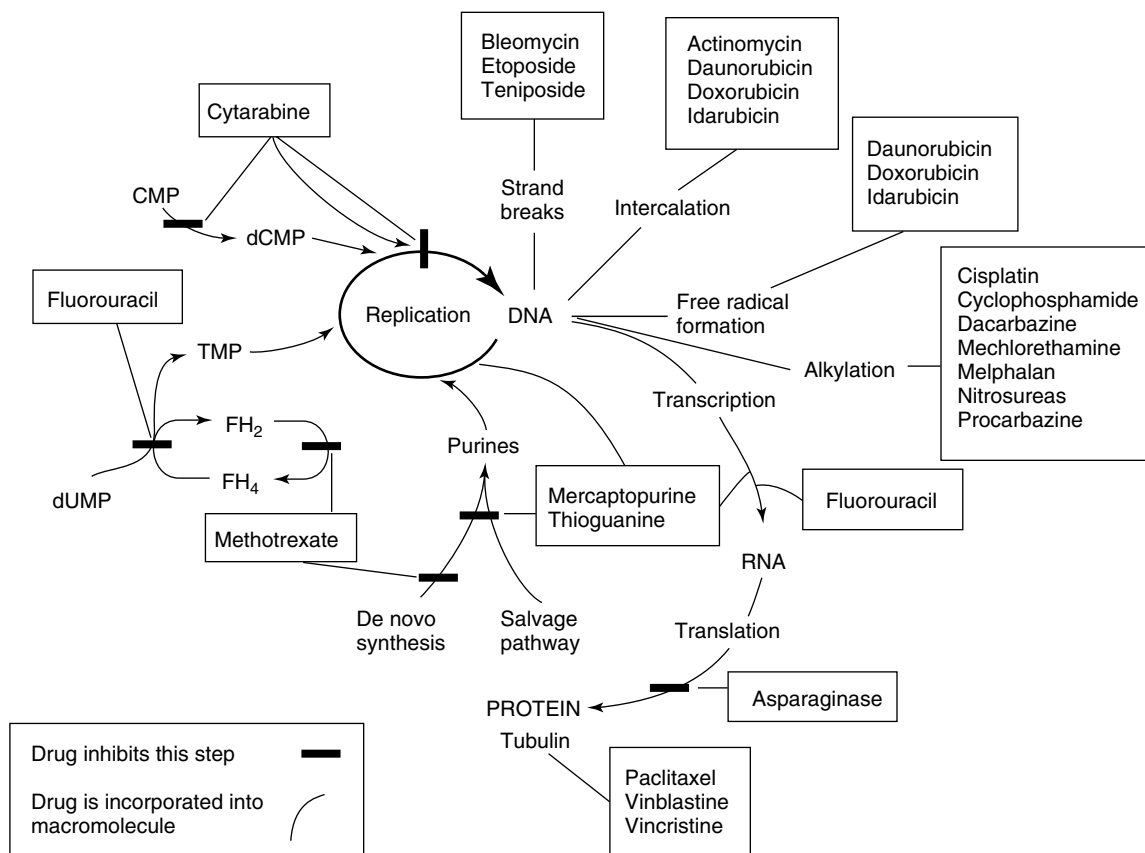 Bleomycin
Etoposide
Teniposide
Actinomycin
Daunorubicin
Doxorubicin
Idarubicin
Cytarabine
Daunorubicin
Doxorubicin
Idarubicin
CMP
Strand
breaks
Intercalation
dCMP
Fluorouracil
Replication
DNA
Free radical
formation
Cisplatin
Cyclophosphamide
Dacarbazine
Mechlorethamine
Melphalan
Nitrosureas
Procarbazine
TMP
Alkylation
Transcription
FH2
Purines
FH4
dUMP
Mercaptopurine
Thioguanine
Fluorouracil
Methotrexate
RNA
De novo
synthesis
Salvage
pathway
Translation
Asparaginase
PROTEIN
Tubulin
Drug inhibits this step
Drug is incorporated into
macromolecule
Paclitaxel
Vinblastine
Vincristine